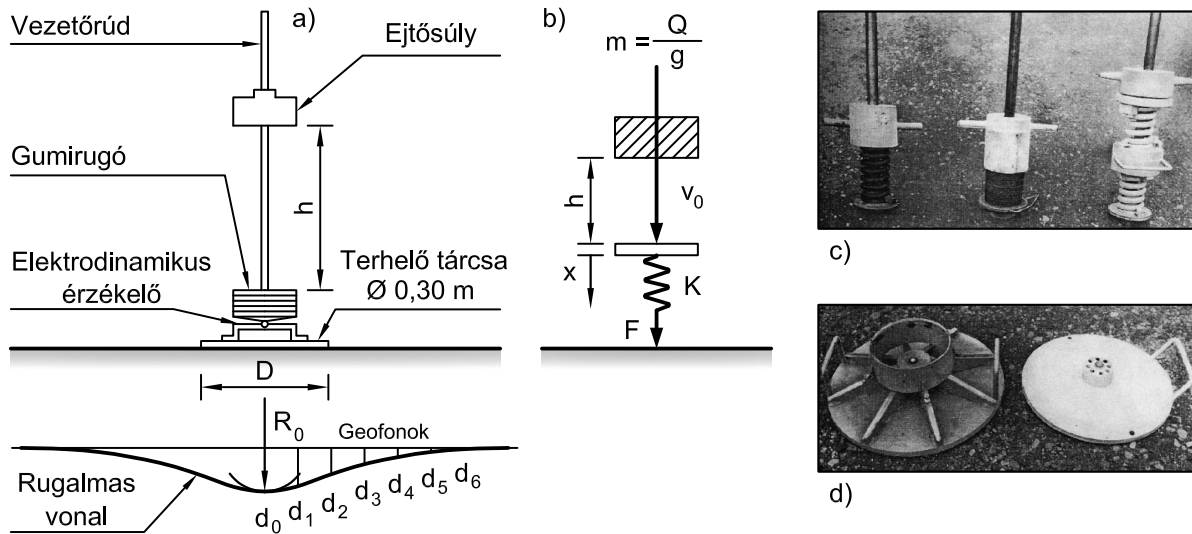 a)
Vezetőrúd
Ejtősúly
Gumirugó
h
Elektrodinamikus
érzékelő
Terhelő tárcsa
Ø 0,30 m
D
R0
Geofonok
Rugalmas
vonal
d0 d1 d2 d3 d4 d5 d6
b)
m = Q/g
h
v0
x
K
F
c)
d)